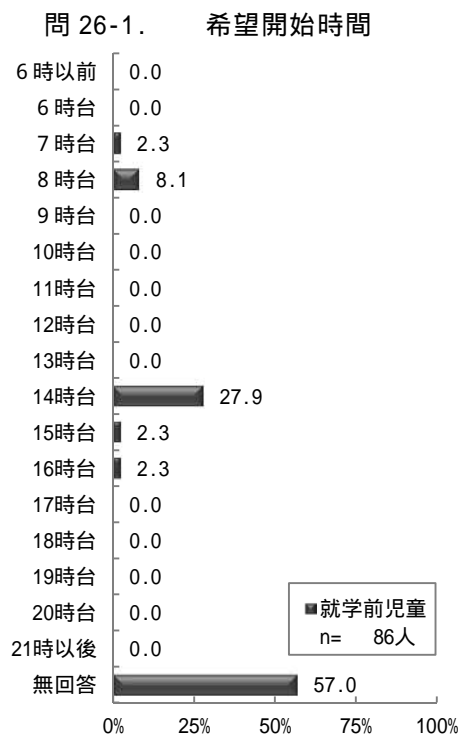 問 26-1. 希望開始時間
6時以前 0.0
6時台 0.0
7時台 2.3
8時台 8.1
9時台 0.0
10時台 0.0
11時台 0.0
12時台 0.0
13時台 0.0
14時台 27.9
15時台 2.3
16時台 2.3
17時台 0.0
18時台 0.0
19時台 0.0
20時台 0.0
21時以後 0.0
無回答 57.0
就学前児童
n= 86人
0% 25% 50% 75% 100%